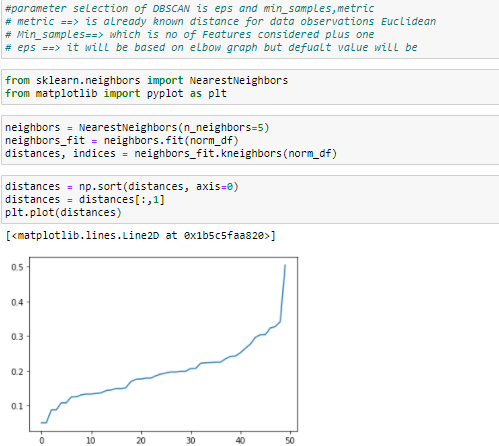 #parameter selection of DBSCAN is eps and min_samples,metric
# metric ==> is already known distance for data observations Euclidean
# Min_samples==> which is no of Features considered pualt one
# eps ==> it will be based on elbow graph but defualt value will be
from sklearn.neighbors import NearestNeighbors
from matplotlib import pyplot as plt
neighbors = NearestNeighbors(n_neighbors=5)
neighbors_fit = neighbors.fit(norm_df)
distances, indices = neighbors_fit.kneighbors(norm_df)
distances = np.sort(distances, axis=0)
distances = distances[:,1]
plt.plot(distances)
[<matplotlib.lines.Line2D at 0x1b5c5faa820>]
0.5
0.4
0.3
0.2
0.1
0 10 20 30 40 50